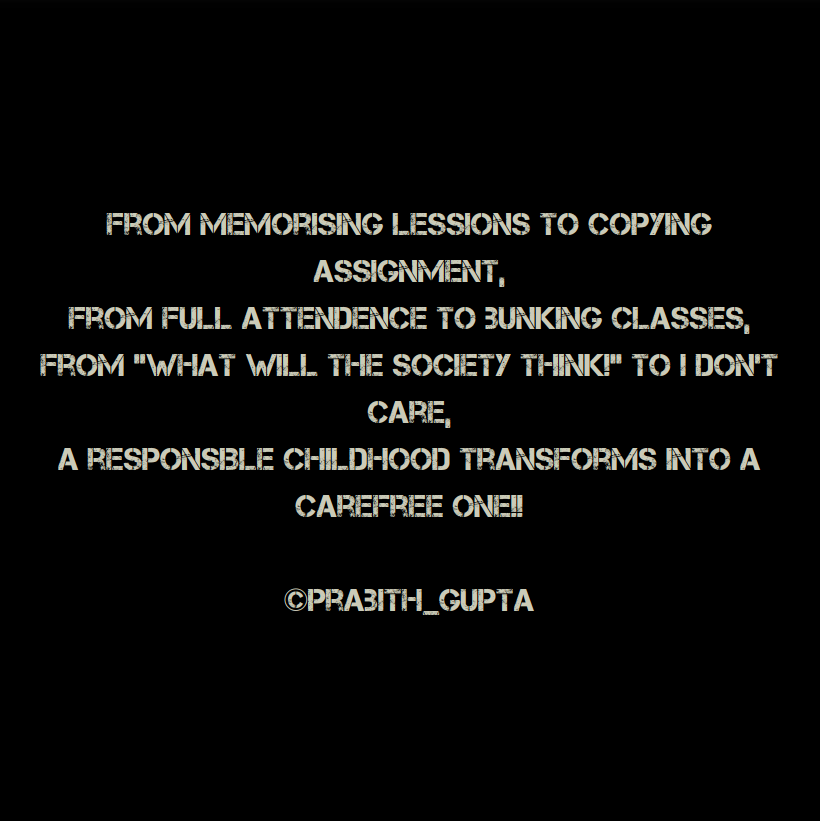 FROM MEMORISING LESSIONS TO COPYING
ASSIGNMENT,
FROM FULL ATTENDENCE TO BUNKING CLASSES,
FROM "WHAT WILL THE SOCIETY THINK!" TO I DON'T
CARE,
A RESPONSBLE CHILDHOOD TRANSFORMS INTO A
CAREFREE ONE!!
©PRABITH_GUPTA